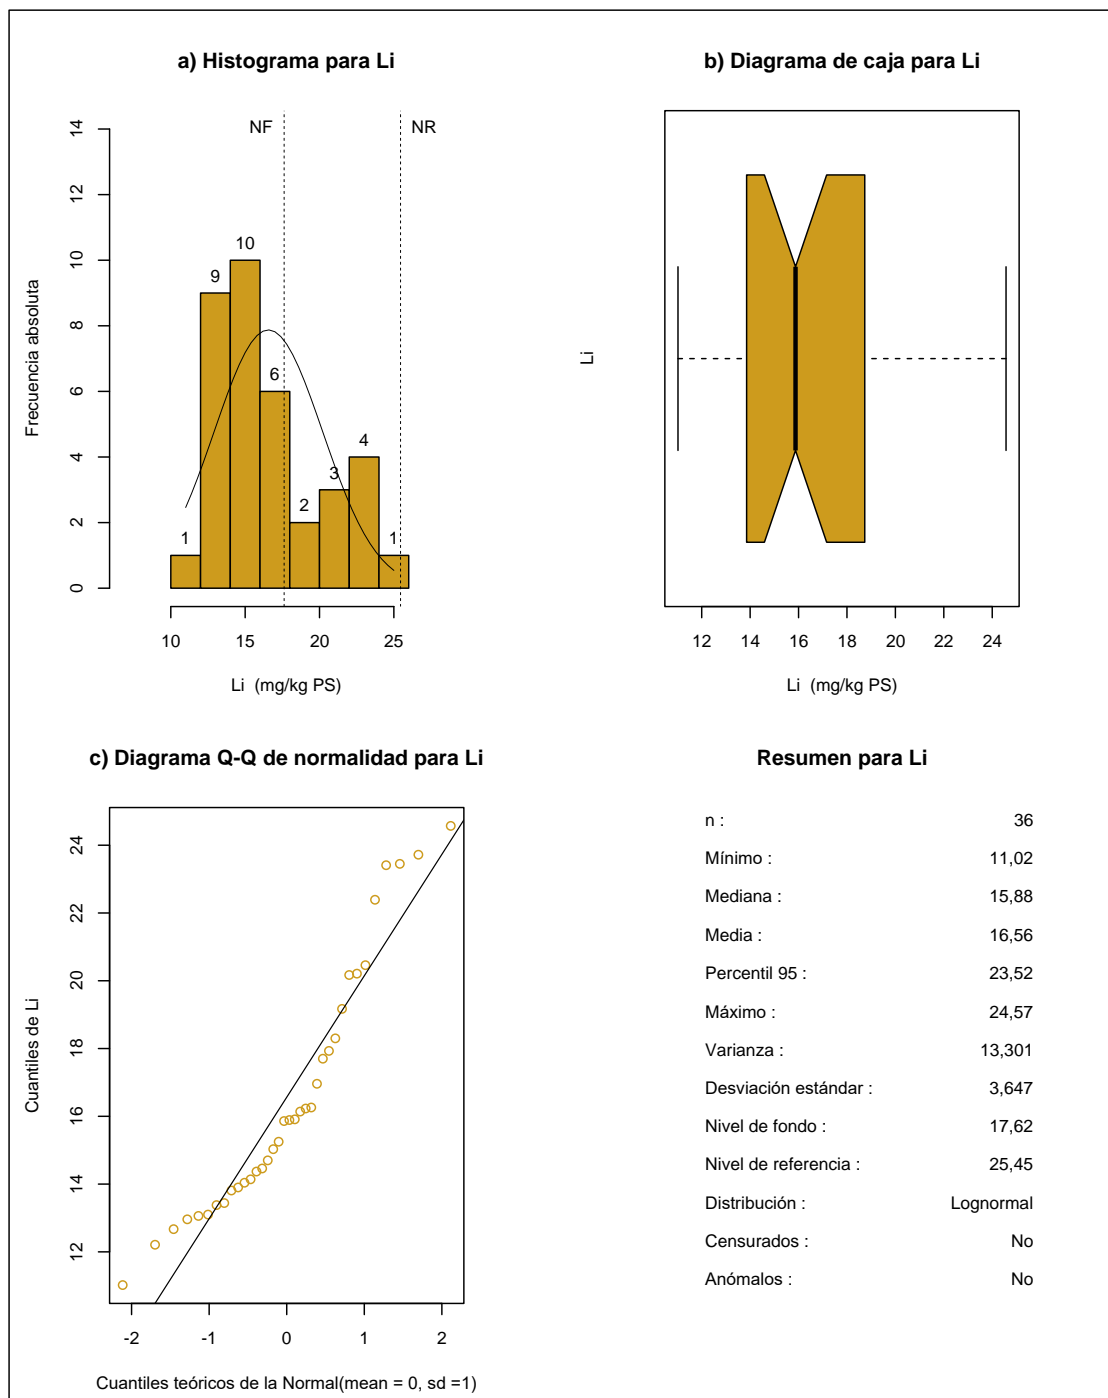 a) Histograma para Li
NF
NR
Frecuencia absoluta
14
12
10
8
6
4
2
0
1
9
10
6
2
3
4
1
10
15
20
25
Li  (mg/kg PS)
b) Diagrama de caja para Li
Li
12
14
16
18
20
22
24
Li  (mg/kg PS)
c) Diagrama Q-Q de normalidad para Li
Cuantiles de Li
24
22
20
18
16
14
12
-2
-1
0
1
2
Cuantiles teóricos de la Normal(mean = 0, sd =1)
Resumen para Li
n : 36
Mínimo : 11,02
Mediana : 15,88
Media : 16,56
Percentil 95 : 23,52
Máximo : 24,57
Varianza : 13,301
Desviación estándar : 3,647
Nivel de fondo : 17,62
Nivel de referencia : 25,45
Distribución : Lognormal
Censurados : No
Anómalos : No